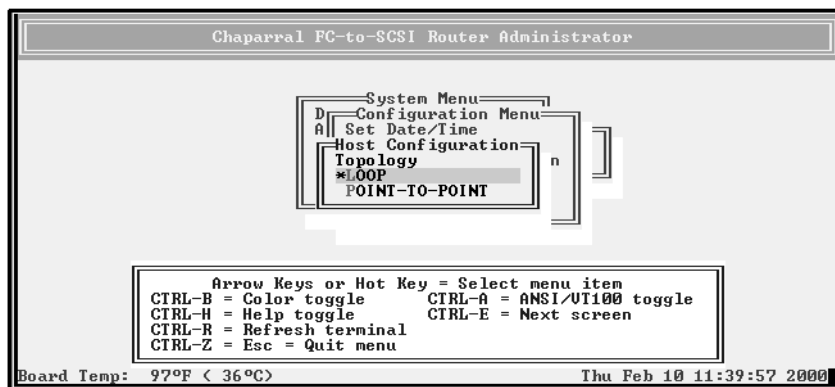 Chaparral FC-to-SCSI Router Administrator
System Menu
D
Configuration Menu
A
Set Date/Time
Host Configuration
Topology
n
*LOOP
POINT-TO-POINT
Arrow Keys or Hot Key = Select menu item
CTRL-B = Color toggle CTRL-A = ANSI/VT100 toggle
CTRL-H = Help toggle CTRL-E = Next screen
CTRL-R = Refresh terminal
CTRL-Z = Esc = Quit menu
Board Temp: 97ºF ( 36ºC) Thu Feb 10 11:39:57 2000